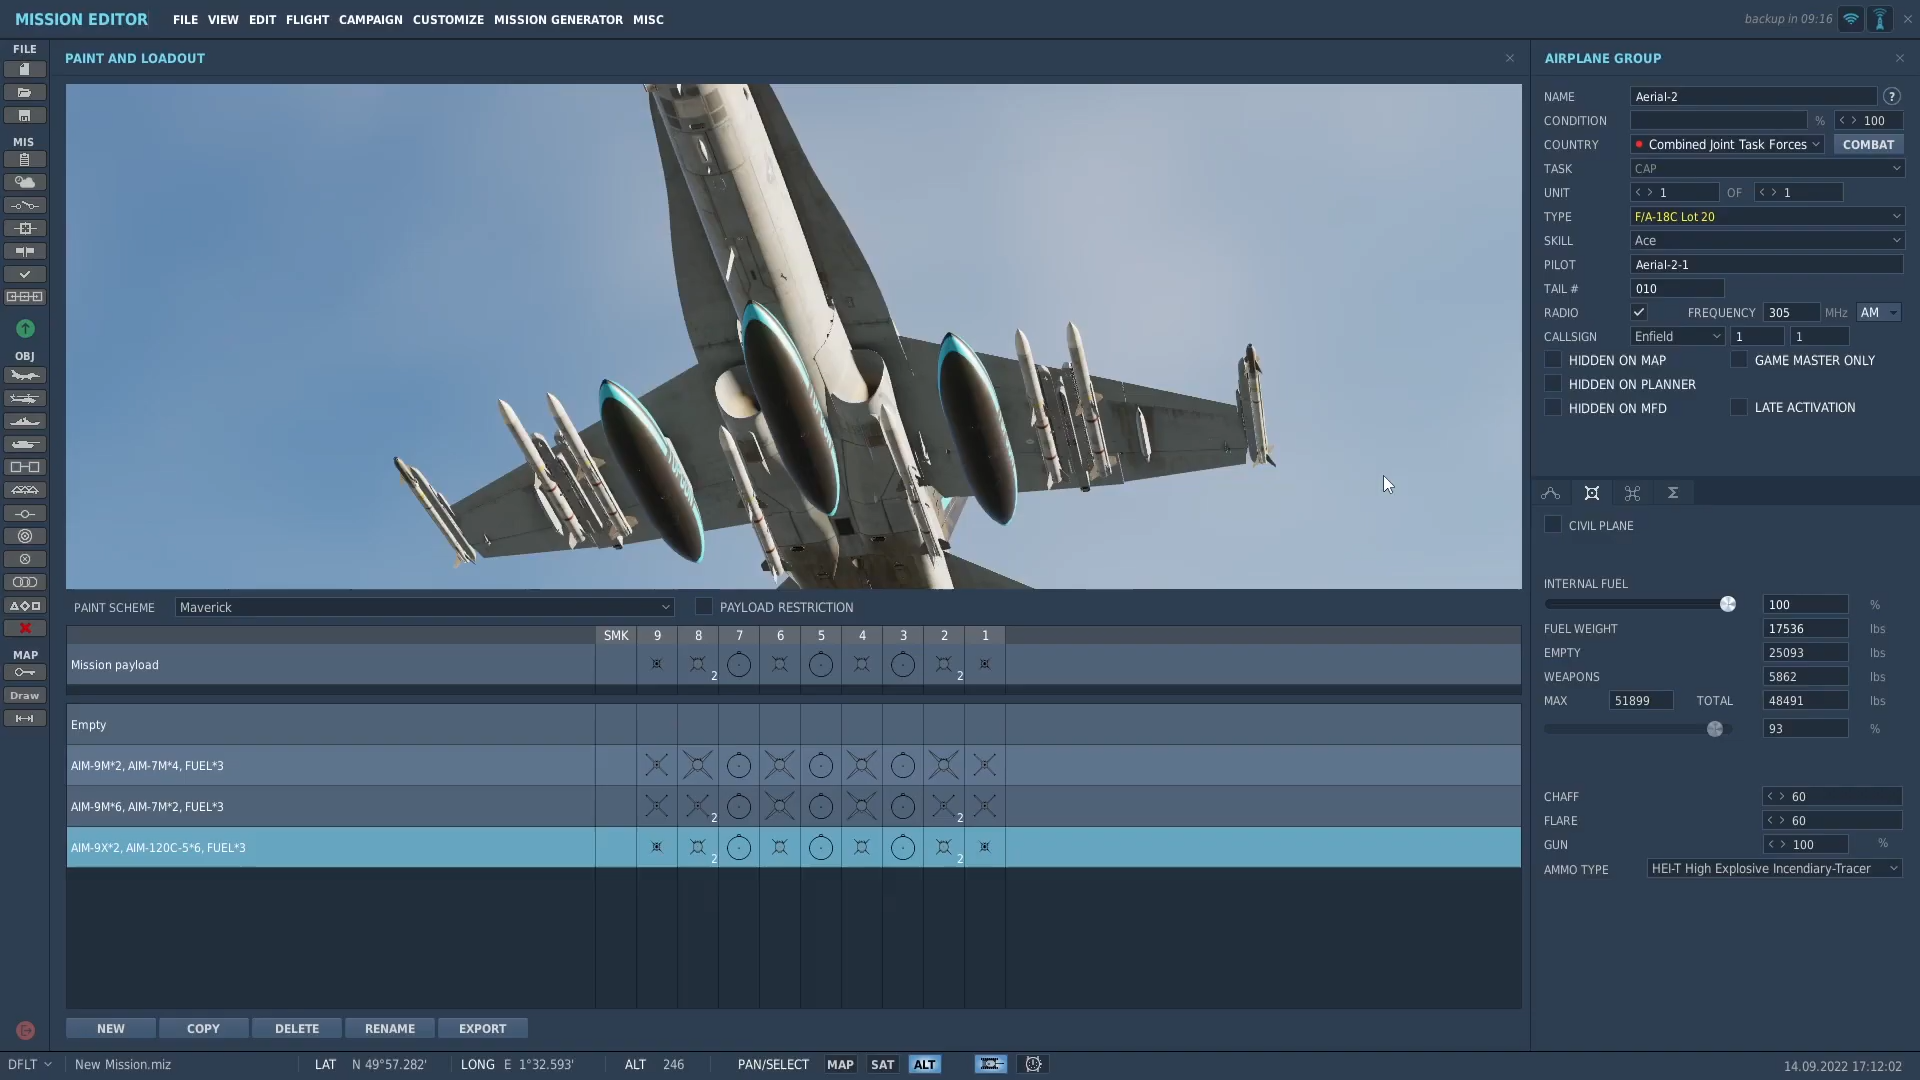 MISSION EDITOR
FILE VIEW EDIT FLIGHT CAMPAIGN CUSTOMIZE MISSION GENERATOR MISC
backup in 09:16
FILE
MIS
OBJ
MAP
Draw
PAINT AND LOADOUT
PAINT SCHEME Maverick PAYLOAD RESTRICTION
SMK 9 8 7 6 5 4 3 2 1
Mission payload 2 2
Empty
AIM-9M*2, AIM-7M*4, FUEL*3
AIM-9M*6, AIM-7M*2, FUEL*3 2 2
AIM-9X*2, AIM-120C-5*6, FUEL*3 2 2
NEW COPY DELETE RENAME EXPORT
AIRPLANE GROUP
NAME Aerial-2 ?
CONDITION % < > 100
COUNTRY Combined Joint Task Forces COMBAT
TASK CAP
UNIT < > 1 OF < > 1
TYPE F/A-18C Lot 20
SKILL Ace
PILOT Aerial-2-1
TAIL # 010
RADIO FREQUENCY 305 MHz AM
CALLSIGN Enfield 1 1
HIDDEN ON MAP GAME MASTER ONLY
HIDDEN ON PLANNER
HIDDEN ON MFD LATE ACTIVATION
CIVIL PLANE
INTERNAL FUEL
100 %
FUEL WEIGHT 17536 lbs
EMPTY 25093 lbs
WEAPONS 5862 lbs
MAX 51899 TOTAL 48491 lbs
93 %
CHAFF < > 60
FLARE < > 60
GUN < > 100 %
AMMO TYPE HEI-T High Explosive Incendiary-Tracer
DFLT New Mission.miz LAT N 49°57.282' LONG E 1°32.593' ALT 246 PAN/SELECT MAP SAT ALT 14.09.2022 17:12:02